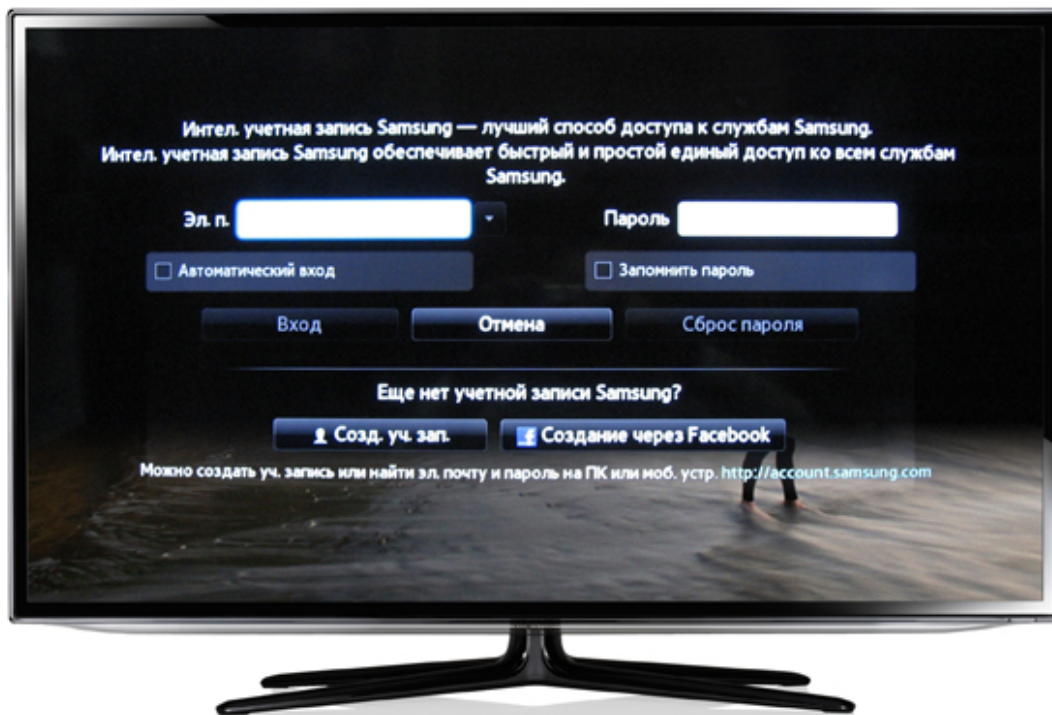 Интел. учетная запись Samsung — лучший способ доступа к службам Samsung.
Интел. учетная запись Samsung обеспечивает быстрый и простой единый доступ ко всем службам
Samsung.
Эл. п. Пароль
Автоматический вход Запомнить пароль
Вход Отмена Сброс пароля
Еще нет учетной записи Samsung?
Созд. уч. зап. f Создание через Facebook
Можно создать уч. запись или найти эл. почту и пароль на ПК или моб. устр. http://account.samsung.com